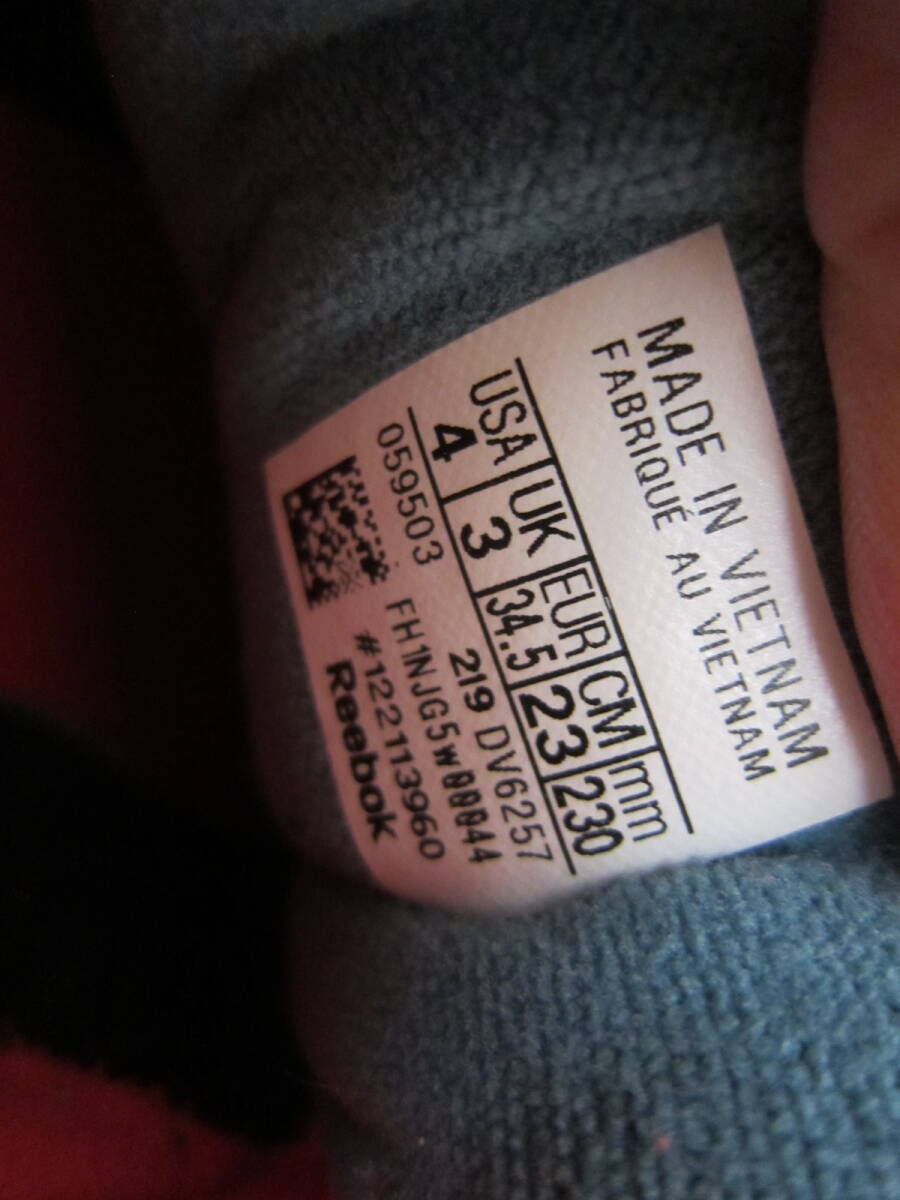 MADE IN VIETNAM
FABRIQUÉ AU VIETNAM
USA UK EUR CM mm
4 3 34.5 23 230
059503 219 DV6257
FH1NJG5W00044
#122113960
Reebok